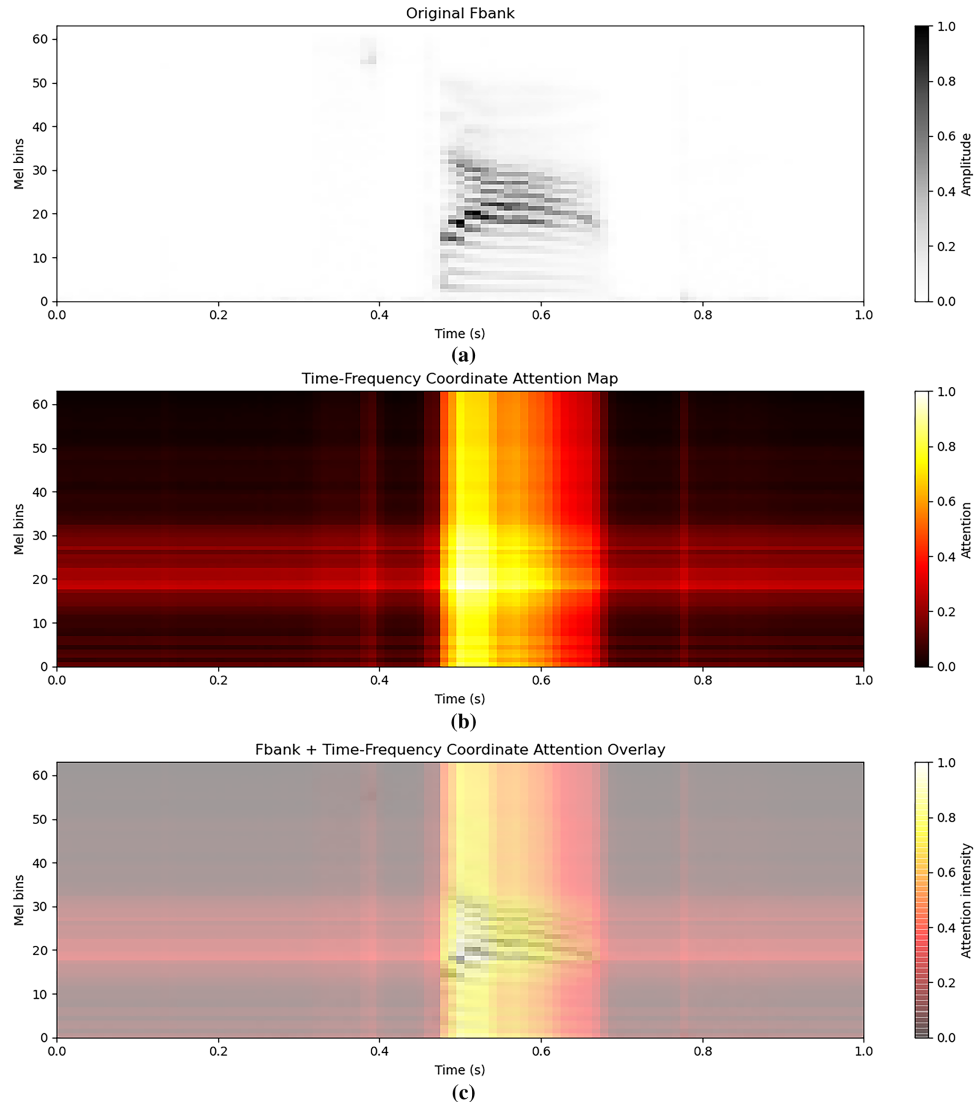 Original Fbank
60
50
40
30
20
10
0
Mel bins
0.0 0.2 0.4 0.6 0.8 1.0
Time (s)
1.0
0.8
0.6
0.4
0.2
0.0
Amplitude
(a)
Time-Frequency Coordinate Attention Map
60
50
40
30
20
10
0
Mel bins
0.0 0.2 0.4 0.6 0.8 1.0
Time (s)
1.0
0.8
0.6
0.4
0.2
0.0
Attention
(b)
Fbank + Time-Frequency Coordinate Attention Overlay
60
50
40
30
20
10
0
Mel bins
0.0 0.2 0.4 0.6 0.8 1.0
Time (s)
1.0
0.8
0.6
0.4
0.2
0.0
Attention intensity
(c)